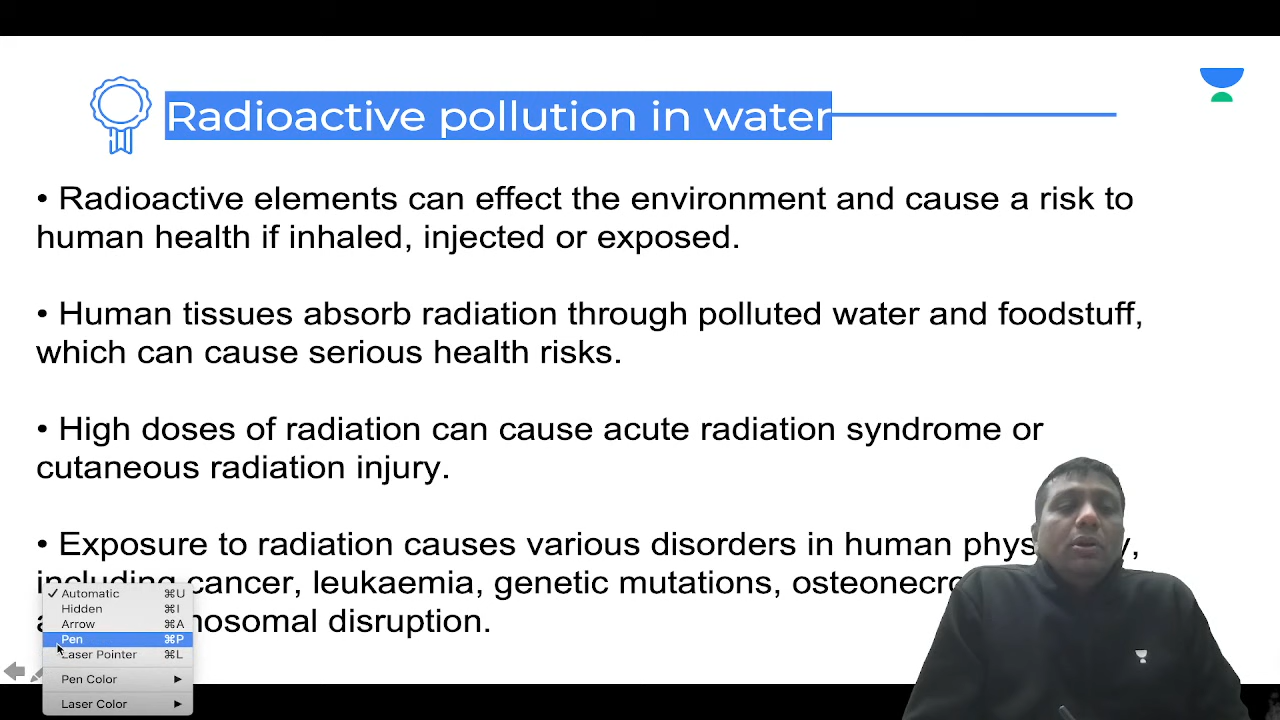 Radioactive pollution in water
• Radioactive elements can effect the environment and cause a risk to
human health if inhaled, injected or exposed.
• Human tissues absorb radiation through polluted water and foodstuff,
which can cause serious health risks.
• High doses of radiation can cause acute radiation syndrome or
cutaneous radiation injury.
• Exposure to radiation causes various disorders in human
including cancer, leukaemia, genetic mutations,
disruption.
✓ Automatic ⌘U
Hidden ⌘I
Arrow ⌘A
Pen ⌘P
Laser Pointer ⌘L
Pen Color ▶
Laser Color ▶